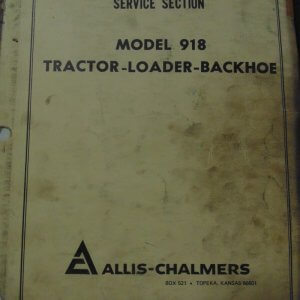 SERVICE SECTION
MODEL 918
TRACTOR-LOADER-BACKHOE
ALLIS-CHALMERS
BOX 521 • TOPEKA, KANSAS 66601